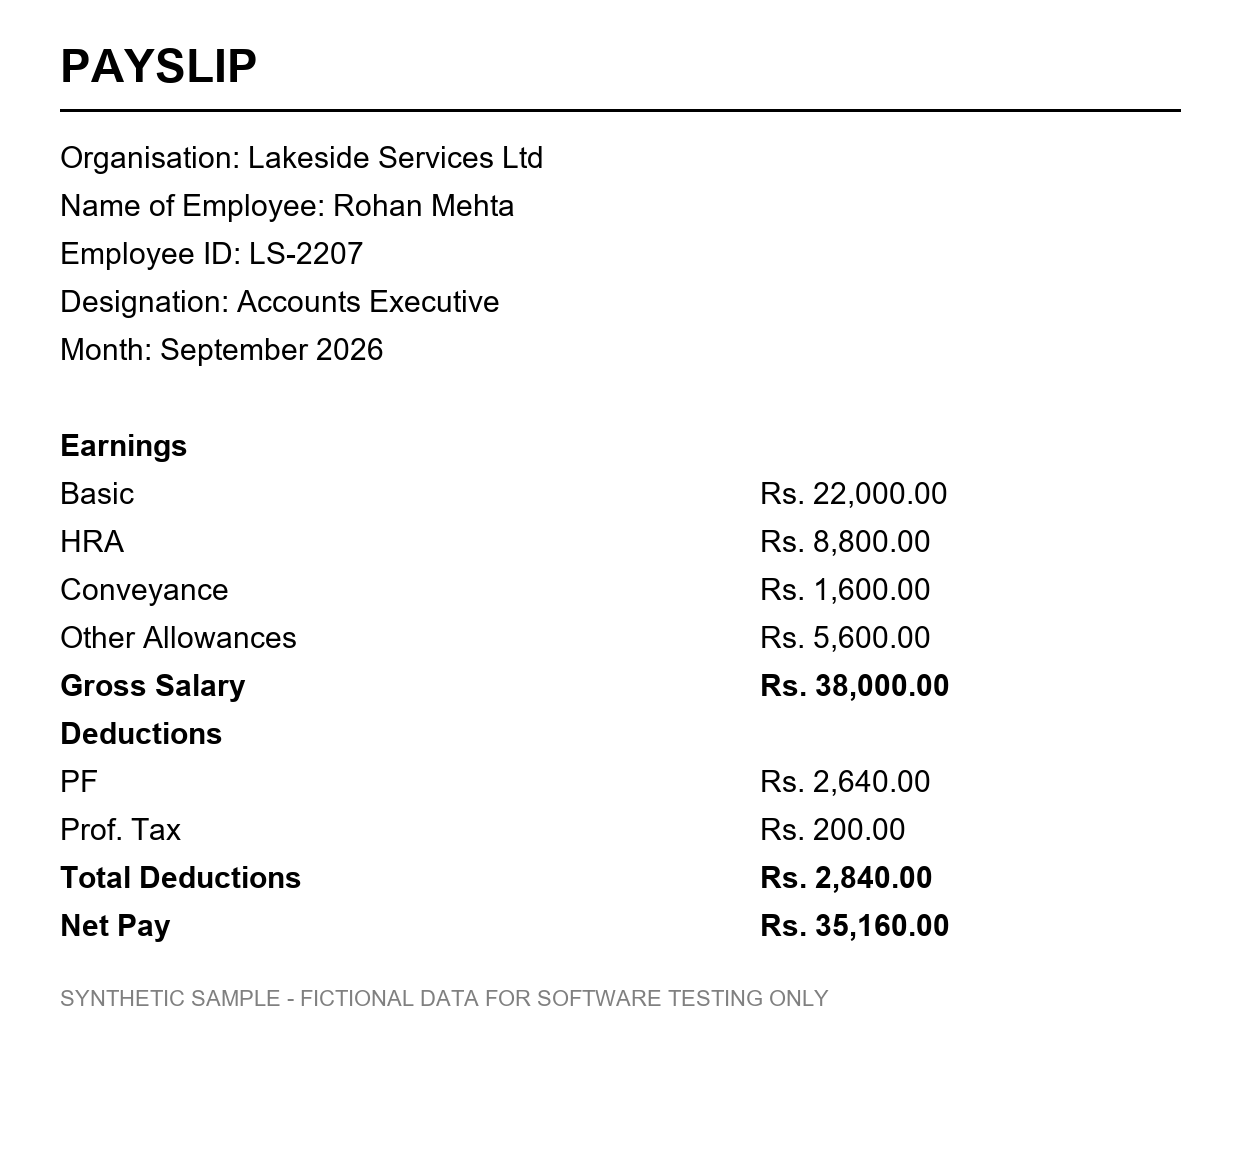 PAYSLIP
Organisation: Lakeside Services Ltd
Name of Employee: Rohan Mehta
Employee ID: LS-2207
Designation: Accounts Executive
Month: September 2026
Earnings
Basic Rs. 22,000.00
HRA Rs. 8,800.00
Conveyance Rs. 1,600.00
Other Allowances Rs. 5,600.00
Gross Salary Rs. 38,000.00
Deductions
PF Rs. 2,640.00
Prof. Tax Rs. 200.00
Total Deductions Rs. 2,840.00
Net Pay Rs. 35,160.00
SYNTHETIC SAMPLE - FICTIONAL DATA FOR SOFTWARE TESTING ONLY